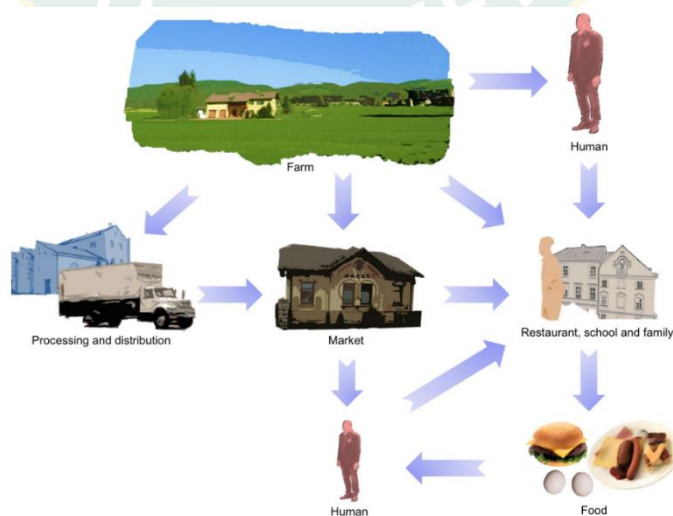 Farm
Human
Processing and distribution
Market
Restaurant, school and family
Human
Food